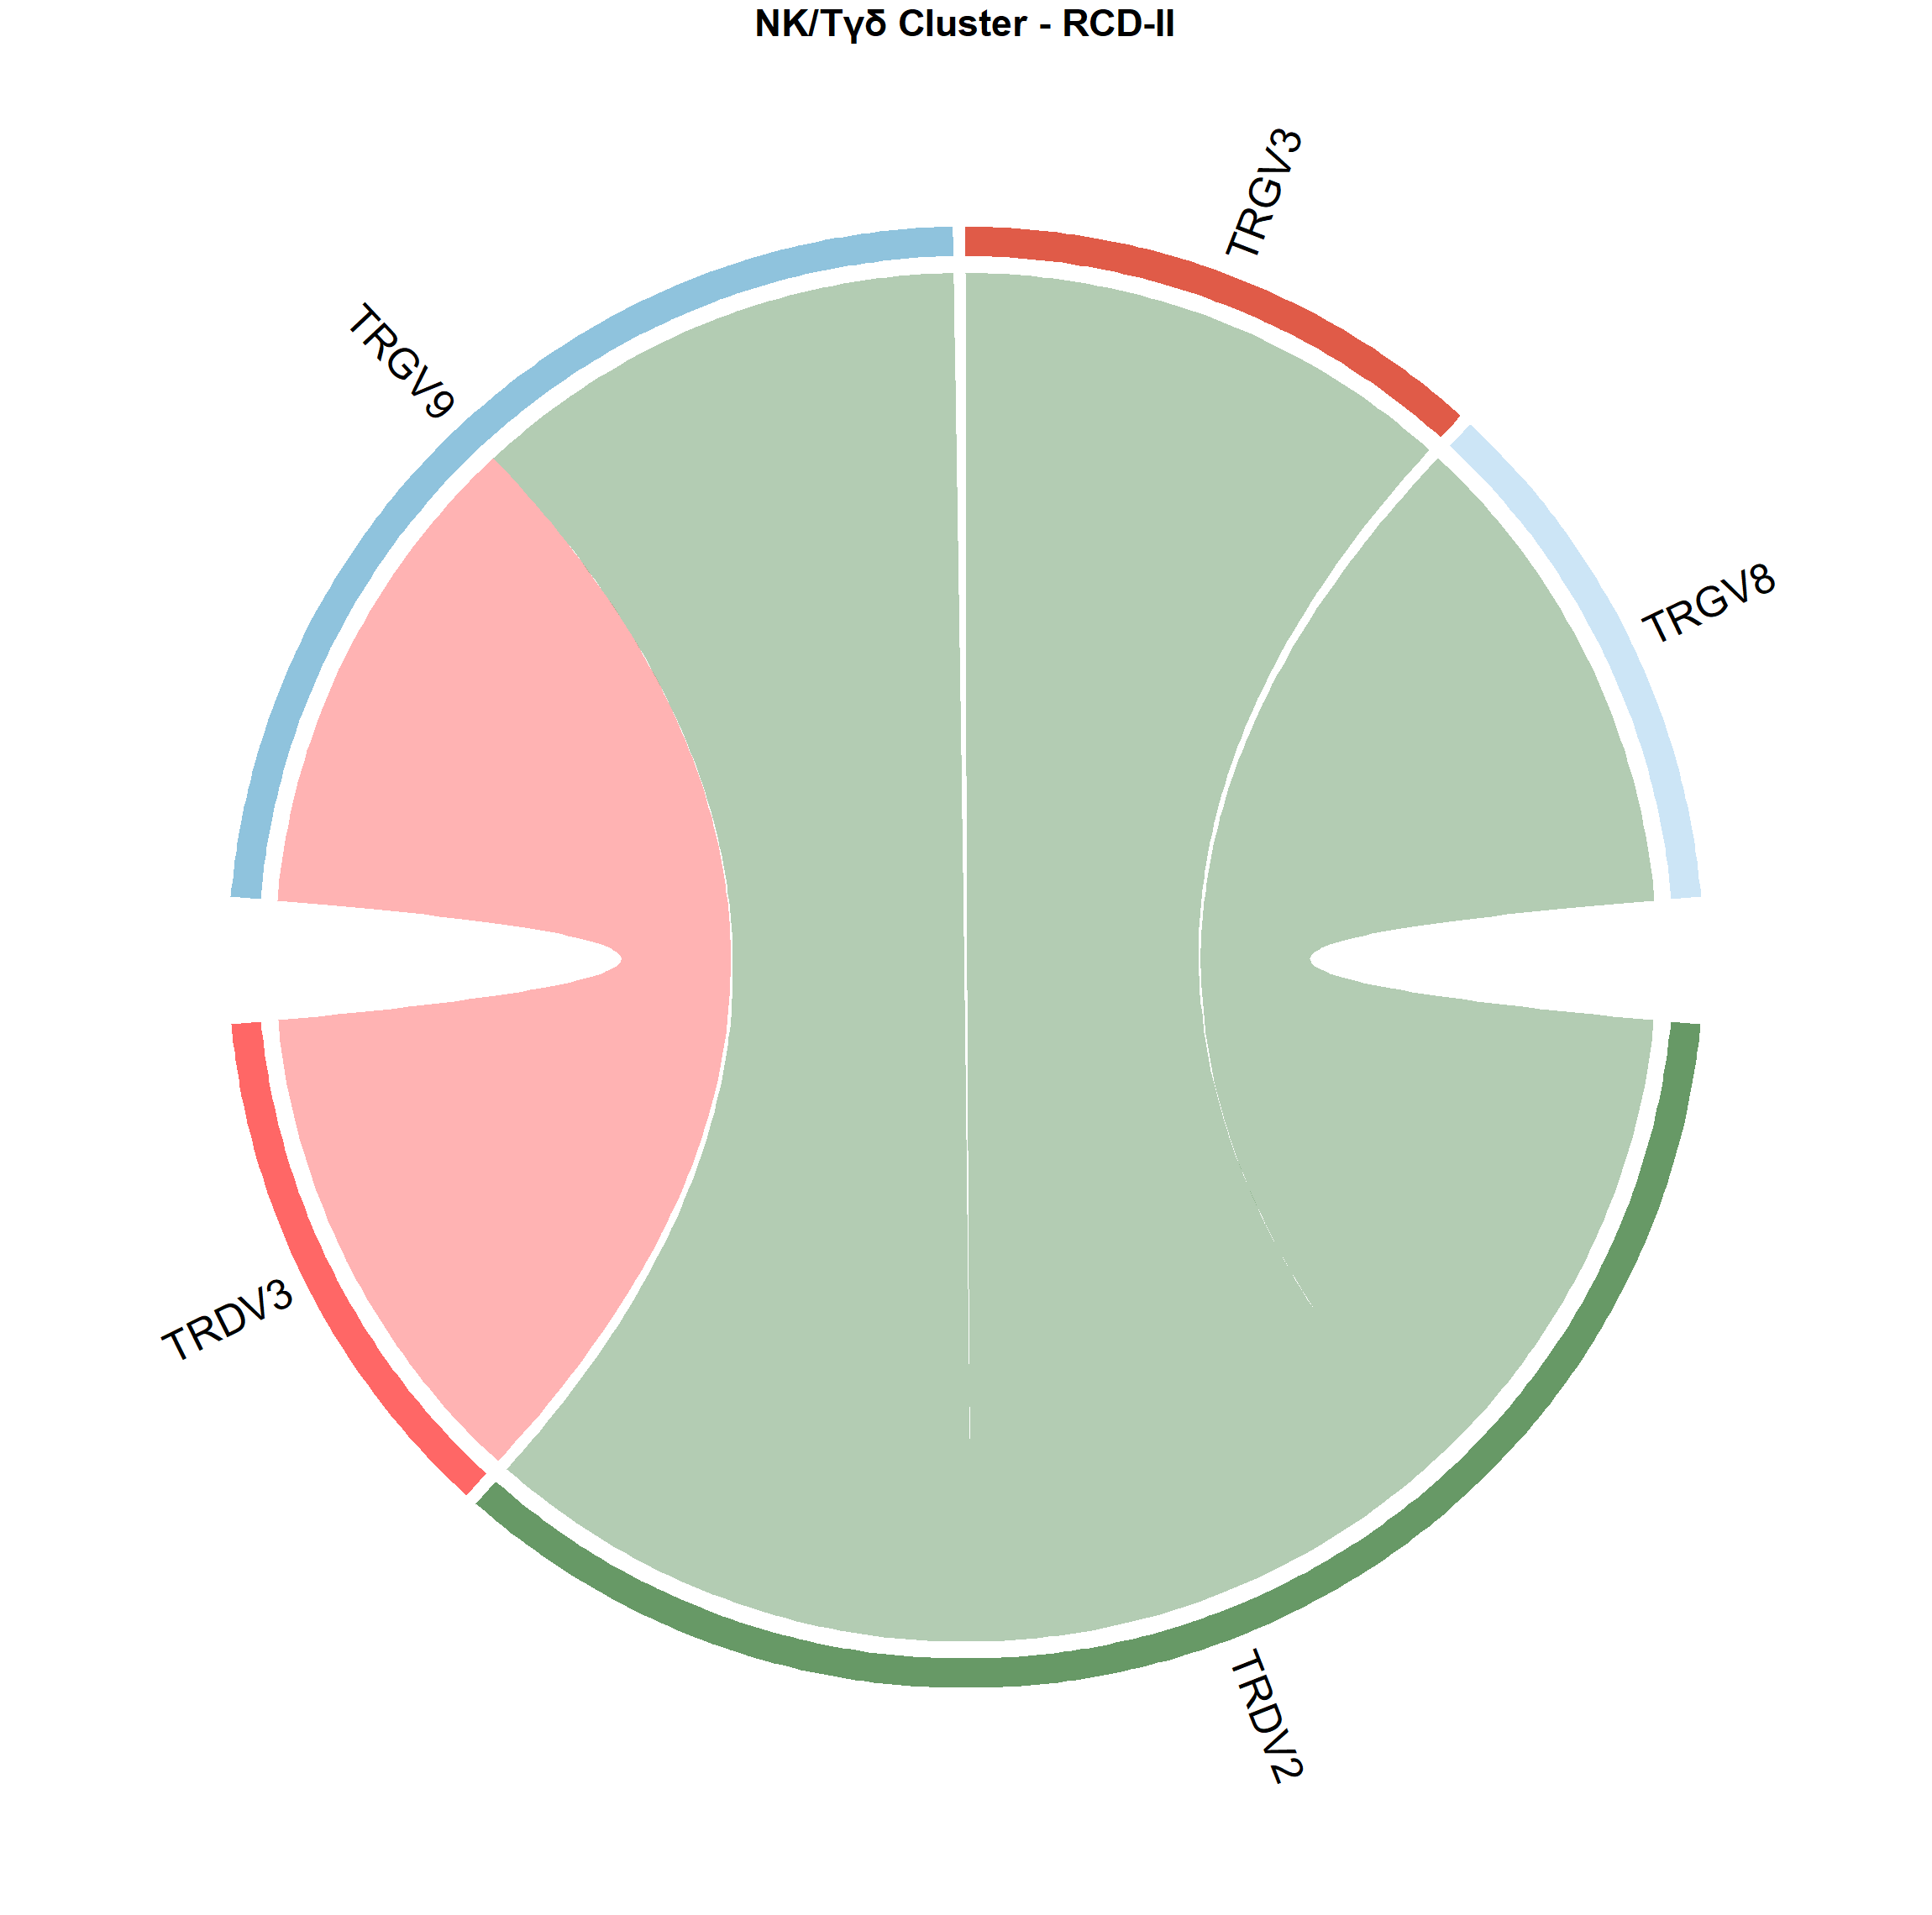 NK/Tγδ Cluster - RCD-II
TRGV3
TRGV9
TRGV8
TRDV3
TRDV2